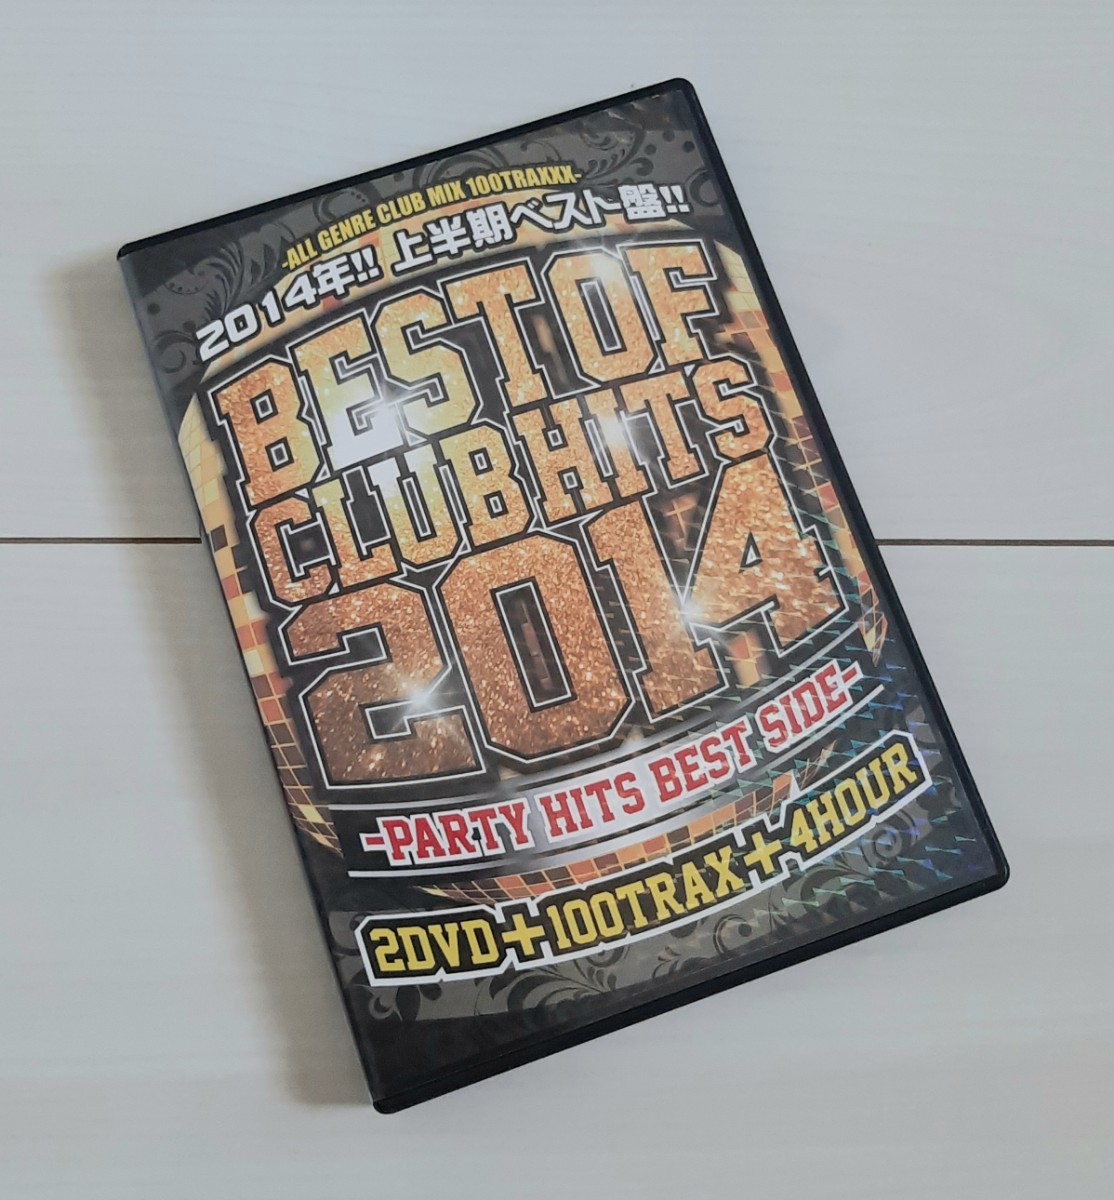 -ALL GENRE CLUB MIX 100TRAXXX-
2014年!! 上半期ベスト盤!!
BEST OF
CLUB HITS
2014
-PARTY HITS BEST SIDE-
2DVD+100TRAX+4HOUR